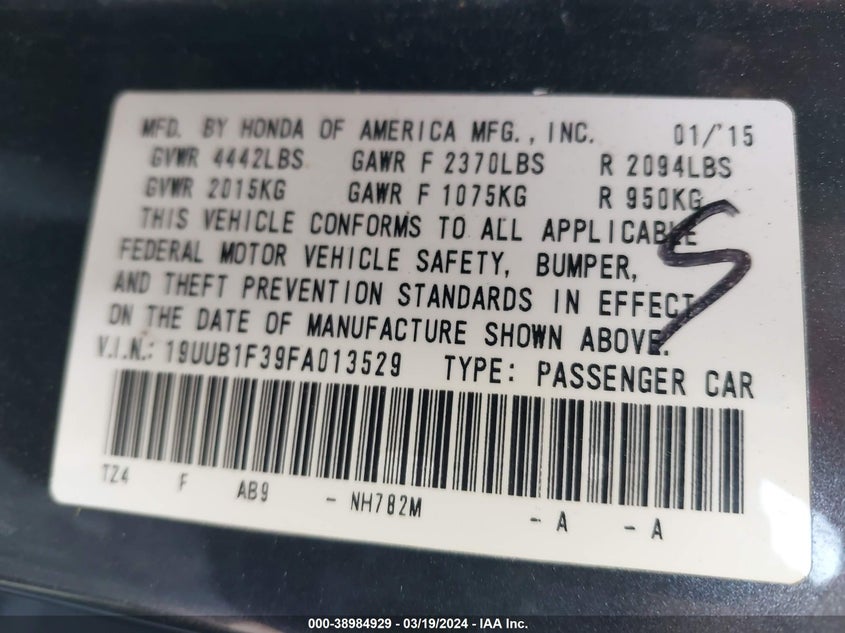 MFD. BY HONDA OF AMERICA MFG., INC. 01/'15
GVWR 4442LBS GAWR F 2370LBS R 2094LBS
GVWR 2015KG GAWR F 1075KG R 950KG
THIS VEHICLE CONFORMS TO ALL APPLICABLE
FEDERAL MOTOR VEHICLE SAFETY, BUMPER,
AND THEFT PREVENTION STANDARDS IN EFFECT
ON THE DATE OF MANUFACTURE SHOWN ABOVE.
V.I.N.: 19UUB1F39FA013529 TYPE: PASSENGER CAR
TZ4 F AB9 - NH782M - A - A
S
000-38984929 - 03/19/2024 - IAA Inc.